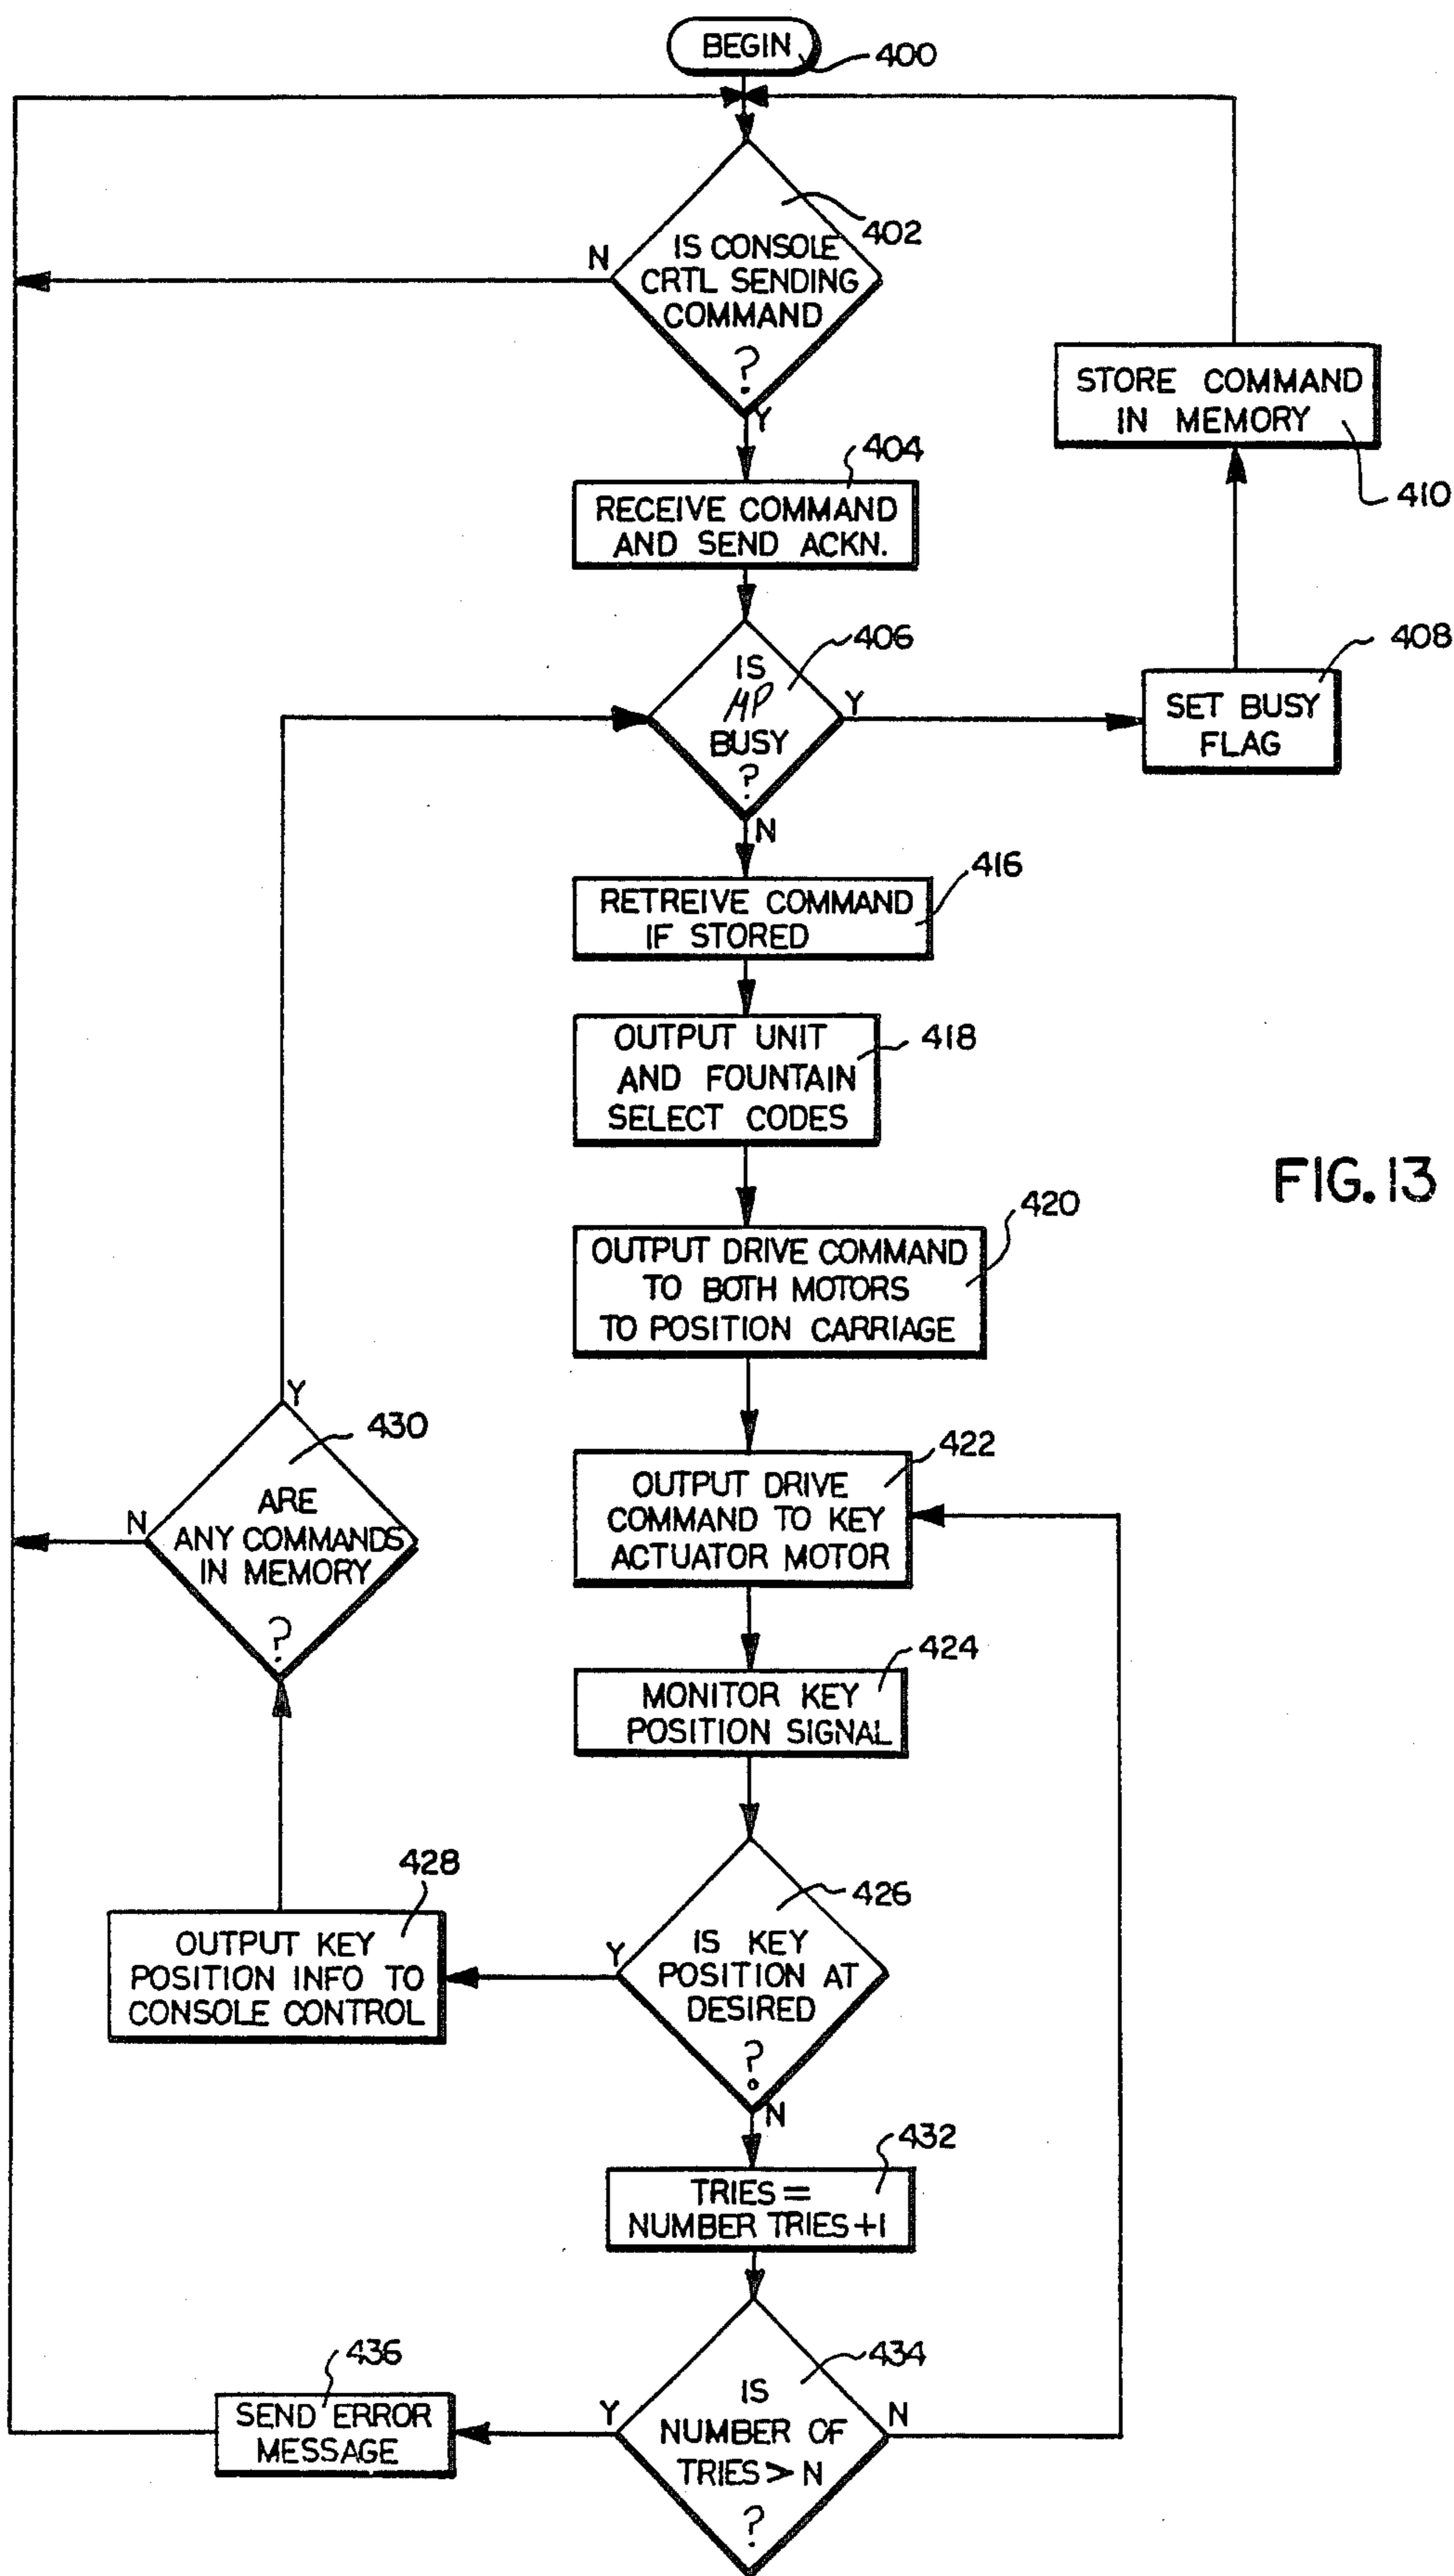 BEGIN
400
402
IS CONSOLE
CRTL SENDING
COMMAND
?
N
Y
STORE COMMAND
IN MEMORY
410
404
RECEIVE COMMAND
AND SEND ACKN.
406
IS
μP
BUSY
?
Y
N
408
SET BUSY
FLAG
416
RETREIVE COMMAND
IF STORED
OUTPUT UNIT
AND FOUNTAIN
SELECT CODES
418
FIG. 13
420
OUTPUT DRIVE COMMAND
TO BOTH MOTORS
TO POSITION CARRIAGE
Y
430
ARE
ANY COMMANDS
IN MEMORY
?
N
422
OUTPUT DRIVE
COMMAND TO KEY
ACTUATOR MOTOR
424
MONITOR KEY
POSITION SIGNAL
428
OUTPUT KEY
POSITION INFO TO
CONSOLE CONTROL
426
IS KEY
POSITION AT
DESIRED
?
Y
N
432
TRIES =
NUMBER TRIES + 1
436
SEND ERROR
MESSAGE
434
IS
NUMBER OF
TRIES > N
?
Y
N